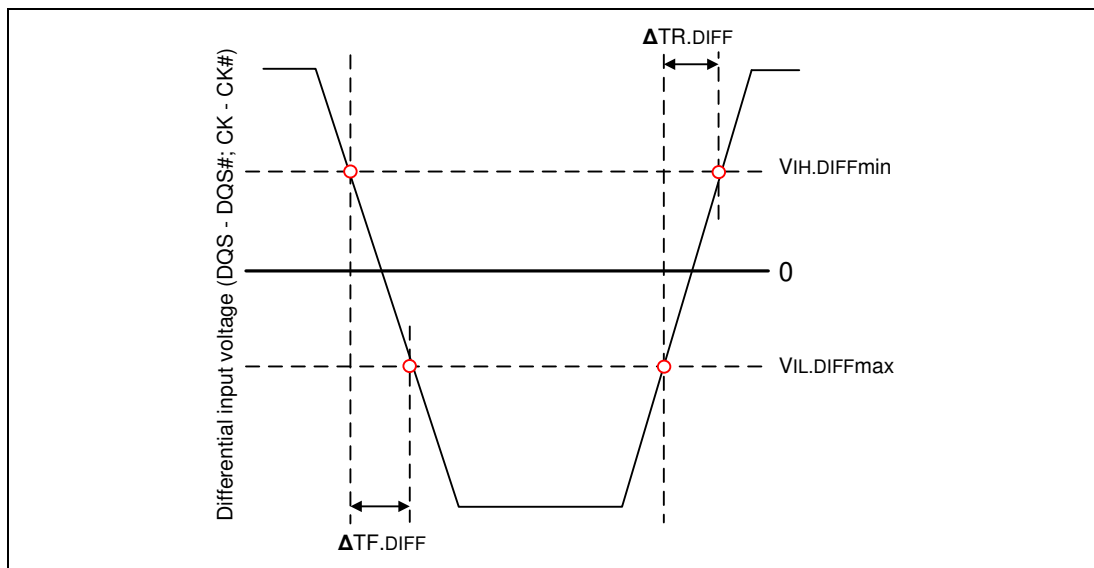 ΔTR.DIFF
Differential input voltage (DQS - DQS#; CK - CK#)
VIH.DIFFmin
0
VIL.DIFFmax
ΔTF.DIFF